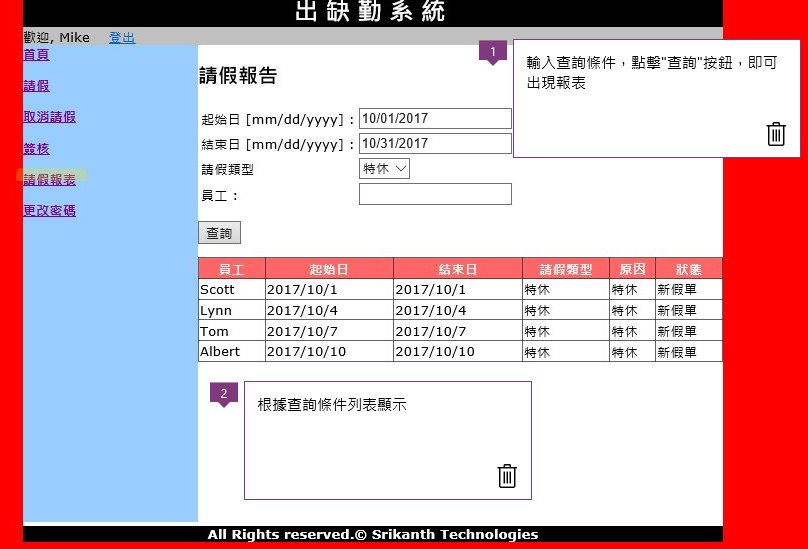 出缺勤系統
歡迎, Mike 登出
首頁
請假
取消請假
簽核
請假報表
更改密碼
請假報告
起始日 [mm/dd/yyyy] : 10/01/2017
結束日 [mm/dd/yyyy] : 10/31/2017
請假類型 特休
員工 :
查詢
員工 起始日 結束日 請假類型 原因 狀態
Scott 2017/10/1 2017/10/1 特休 特休 新假單
Lynn 2017/10/4 2017/10/4 特休 特休 新假單
Tom 2017/10/7 2017/10/7 特休 特休 新假單
Albert 2017/10/10 2017/10/10 特休 特休 新假單
1
輸入查詢條件，點擊"查詢"按鈕，即可
出現報表
2
根據查詢條件列表顯示
All Rights reserved.© Srikanth Technologies